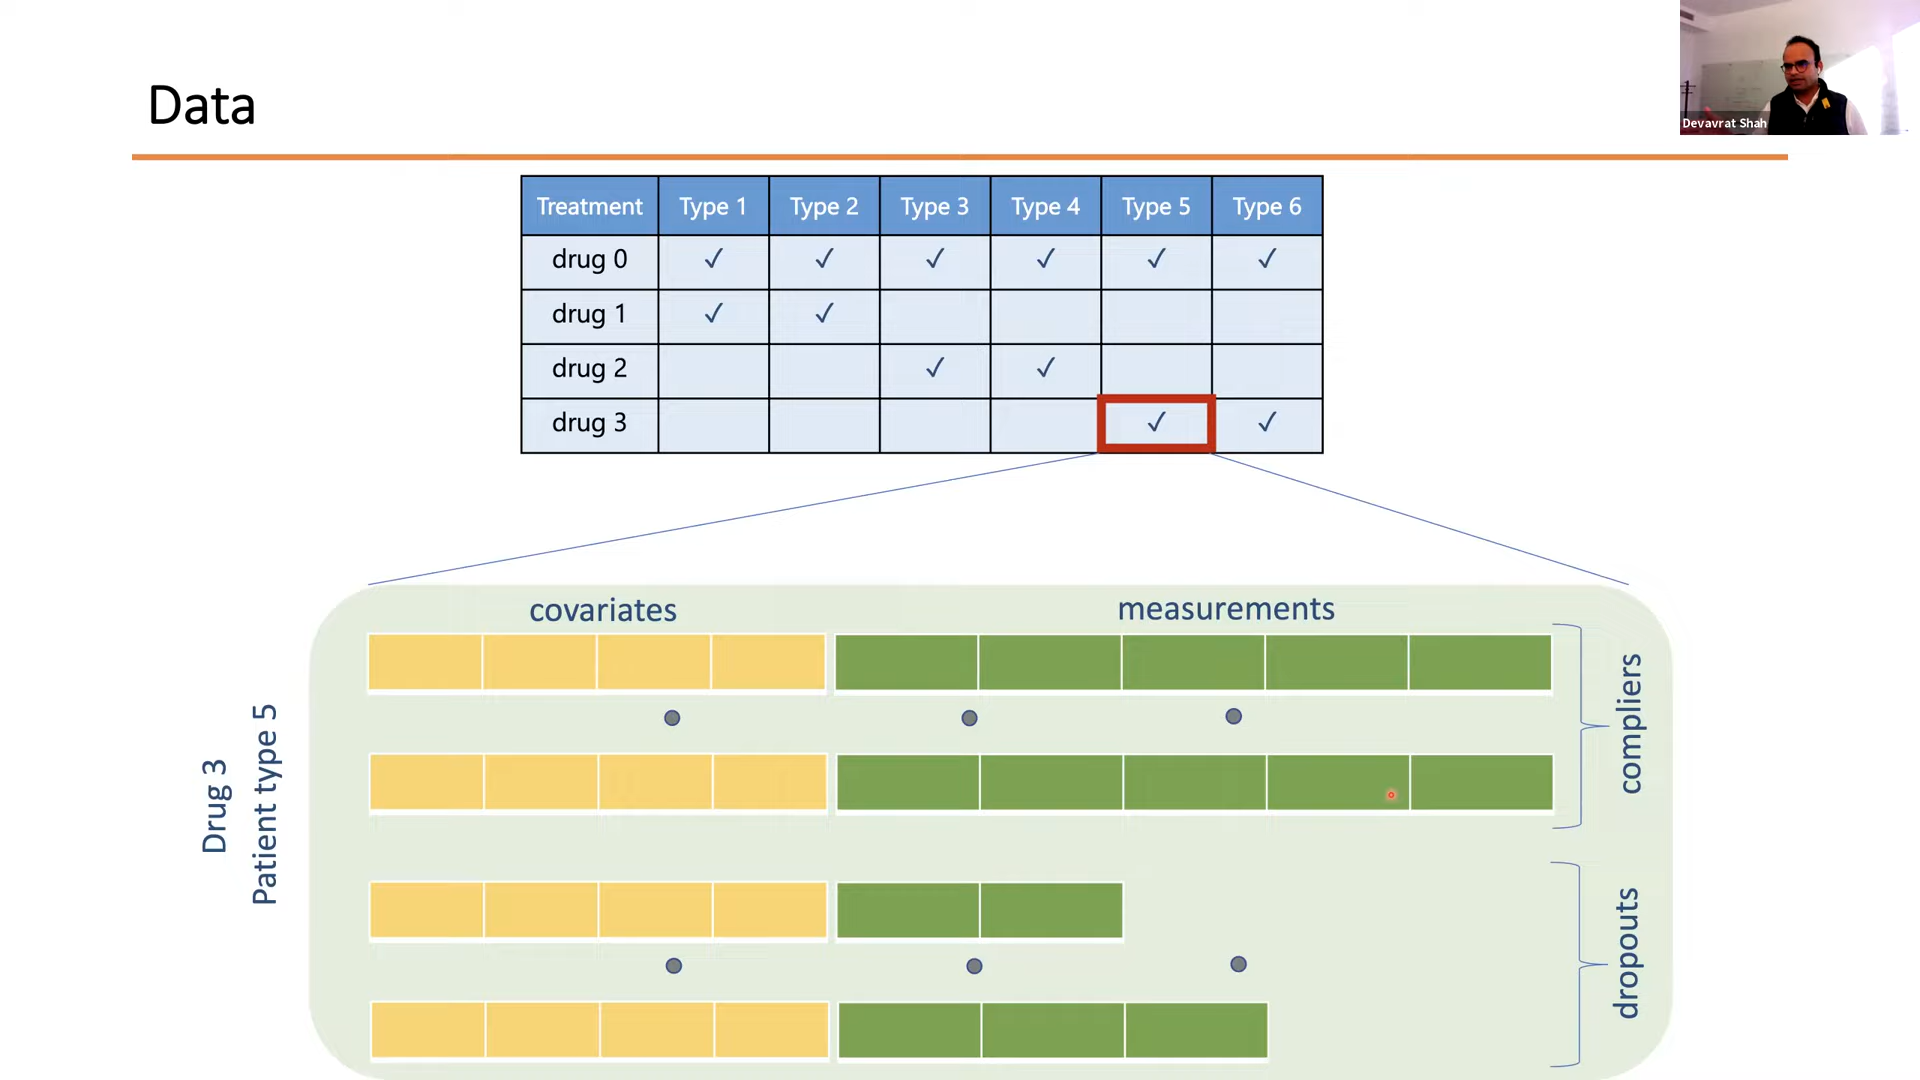 Data
Devavrat Shah
Treatment Type 1 Type 2 Type 3 Type 4 Type 5 Type 6
drug 0 ✓ ✓ ✓ ✓ ✓ ✓
drug 1 ✓ ✓
drug 2 ✓ ✓
drug 3 ✓ ✓
covariates measurements
Drug 3
Patient type 5
compliers
dropouts